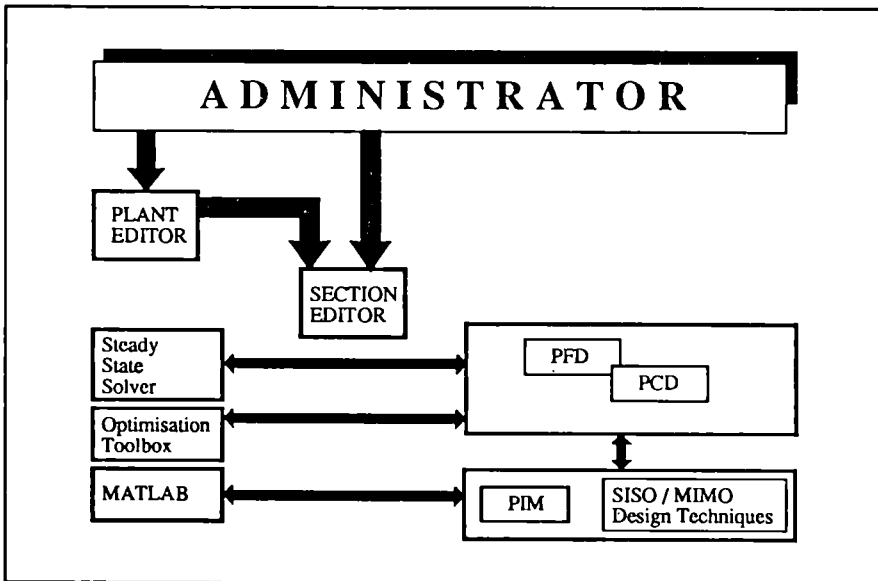 ADMINISTRATOR
PLANT
EDITOR
SECTION
EDITOR
Steady
State
Solver
PFD
PCD
Optimisation
Toolbox
MATLAB
PIM
SISO / MIMO
Design Techniques